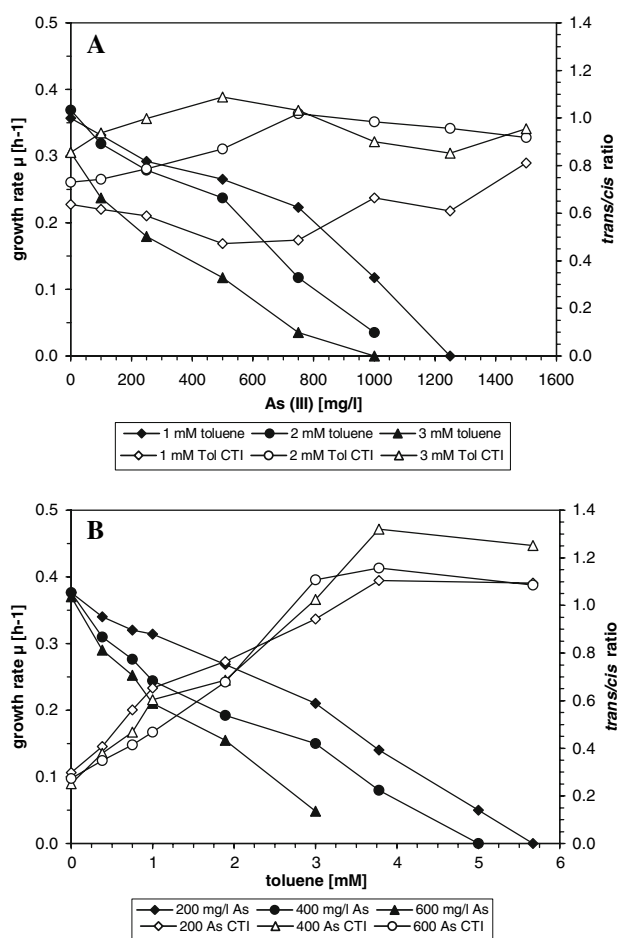 A
growth rate µ [h-1]
0.5
0.4
0.3
0.2
0.1
0.0
1.4
1.2
1.0
0.8
0.6
0.4
0.2
0.0
trans/cis ratio
0 200 400 600 800 1000 1200 1400 1600
As (III) [mg/l]
1 mM toluene 2 mM toluene 3 mM toluene
1 mM Tol CTI 2 mM Tol CTI 3 mM Tol CTI
B
growth rate µ [h-1]
0.5
0.4
0.3
0.2
0.1
0.0
1.4
1.2
1.0
0.8
0.6
0.4
0.2
0.0
trans/cis ratio
0 1 2 3 4 5 6
toluene [mM]
200 mg/l As 400 mg/l As 600 mg/l As
200 As CTI 400 As CTI 600 As CTI